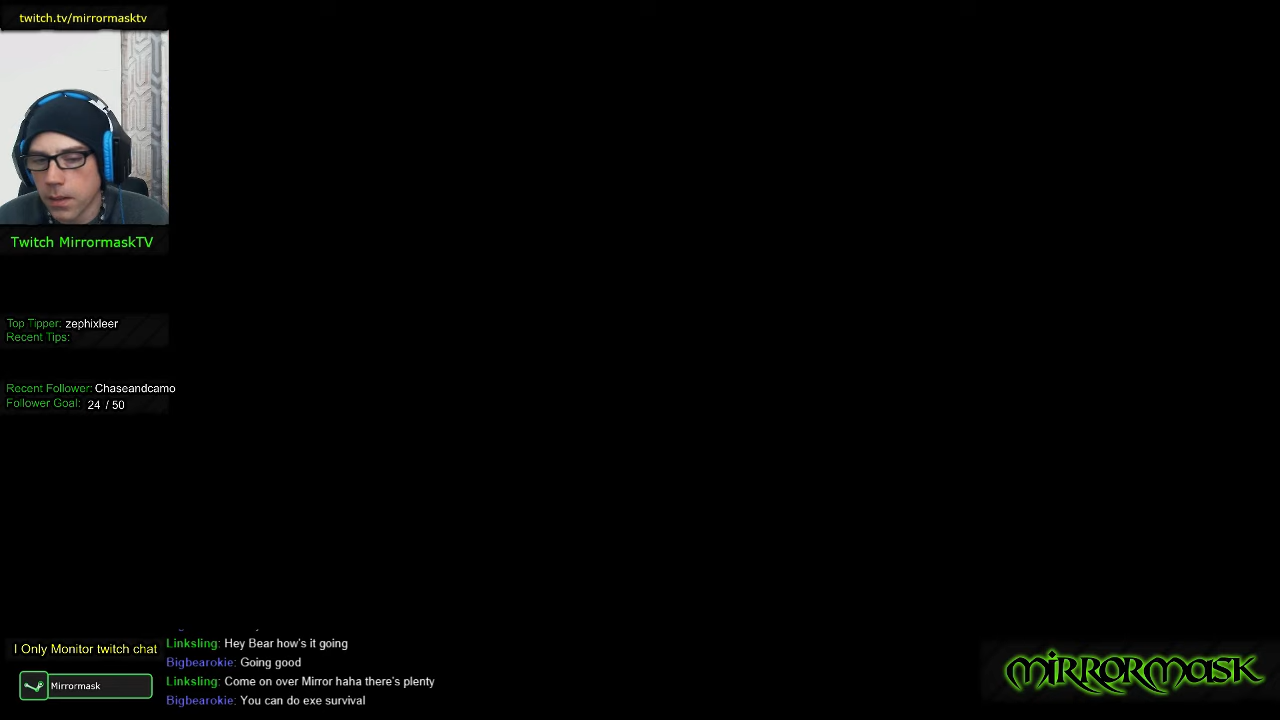 twitch.tv/mirrormasktv
Twitch MirrormaskTV
Top Tipper: zephixleer
Recent Tips:
Recent Follower: Chaseandcamo
Follower Goal: 24 / 50
I Only Monitor twitch chat
Mirrormask
Linksling: Hey Bear how's it going
Bigbearokie: Going good
Linksling: Come on over Mirror haha there's plenty
Bigbearokie: You can do exe survival
MIRRORMASK